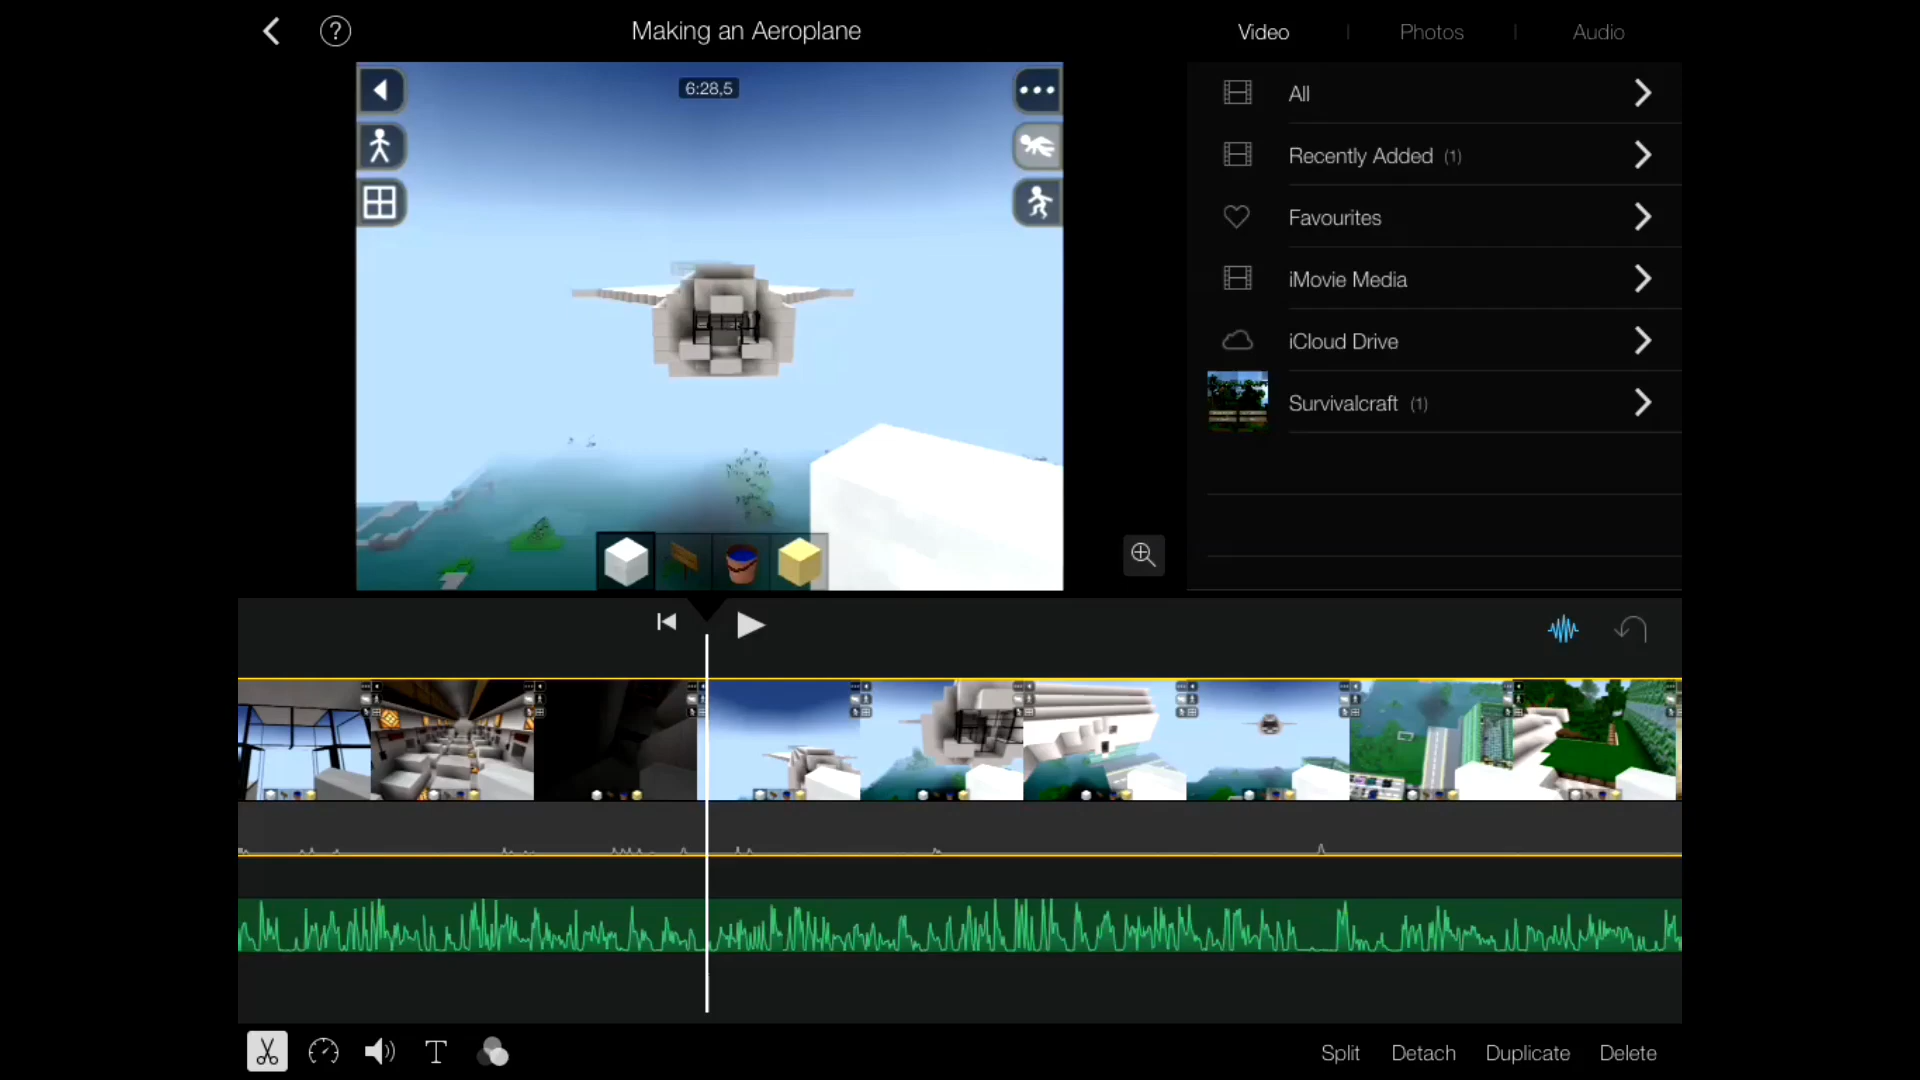 ?
Making an Aeroplane
Video
Photos
Audio
6:28,5
All
Recently Added (1)
Favourites
iMovie Media
iCloud Drive
Survivalcraft (1)
T
Split
Detach
Duplicate
Delete